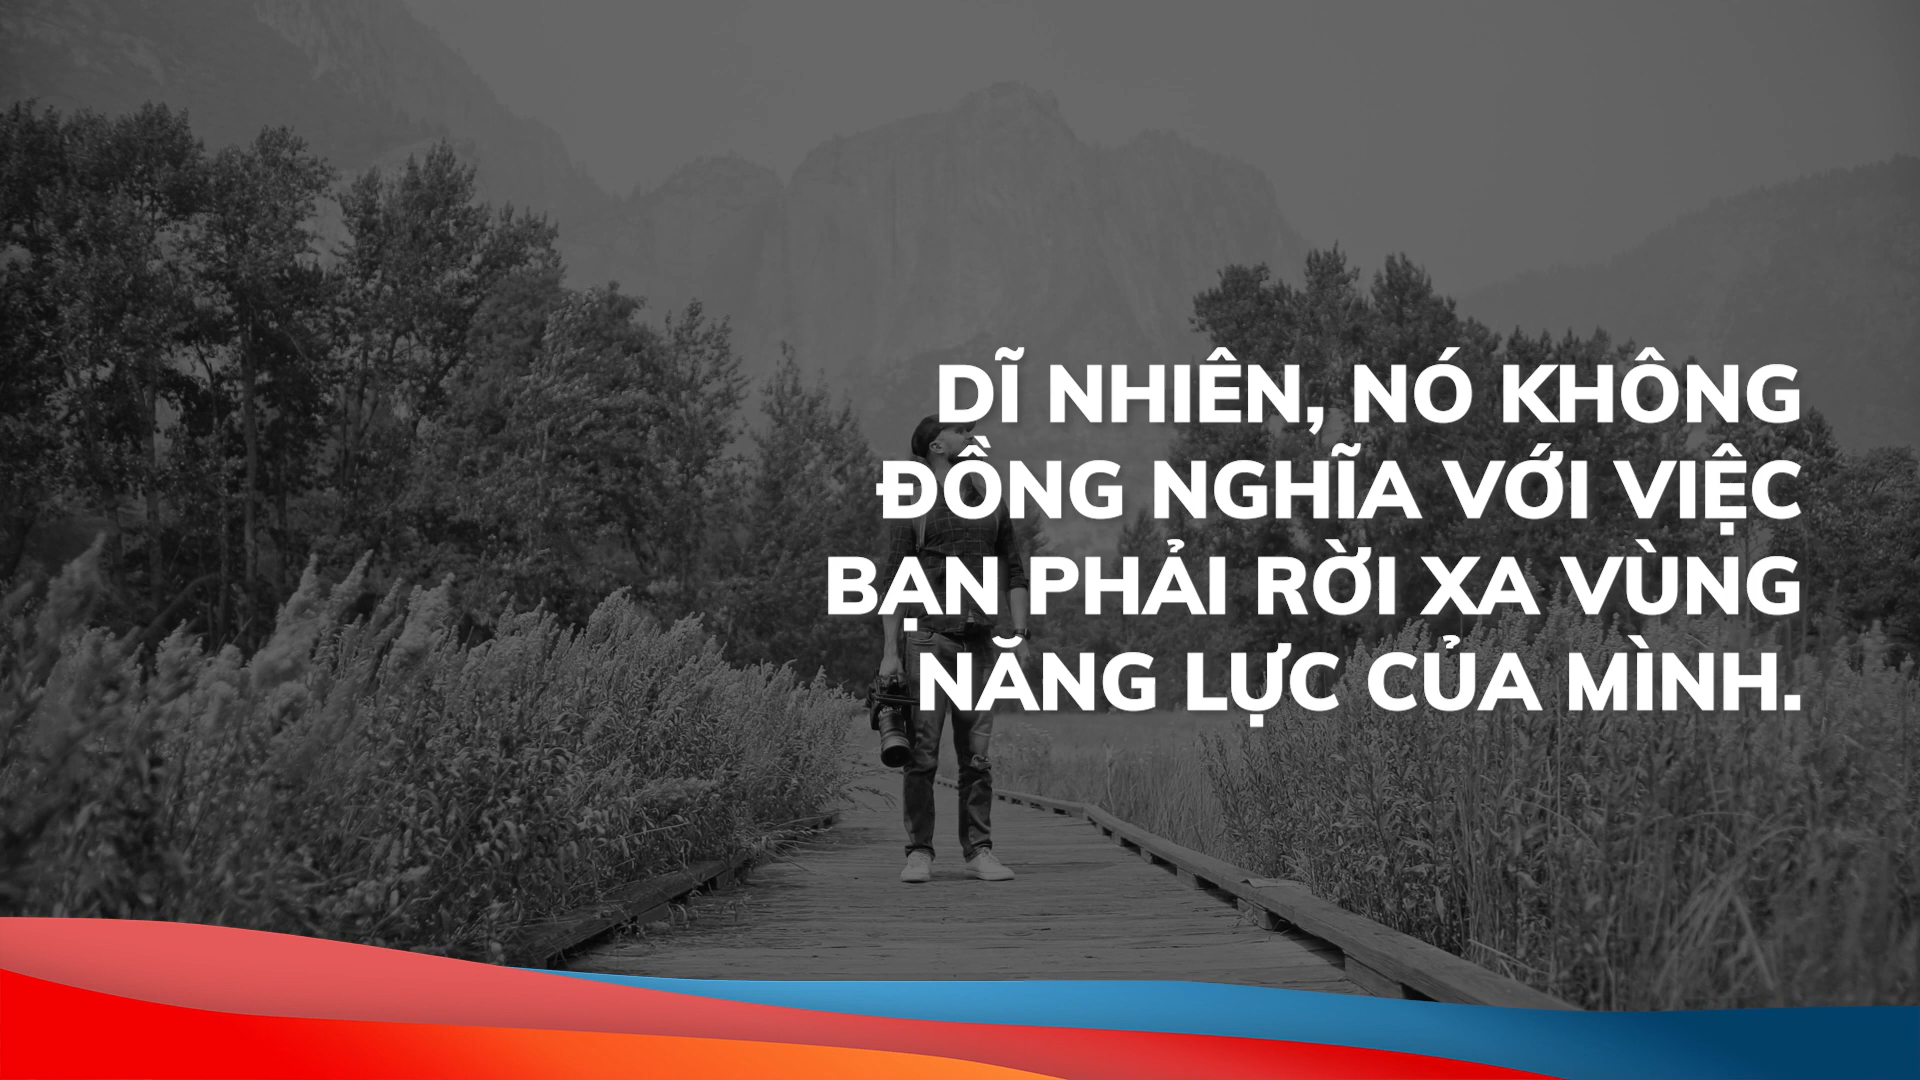 DĨ NHIÊN, NÓ KHÔNG
ĐỒNG NGHĨA VỚI VIỆC
BẠN PHẢI RỜI XA VÙNG
NĂNG LỰC CỦA MÌNH.